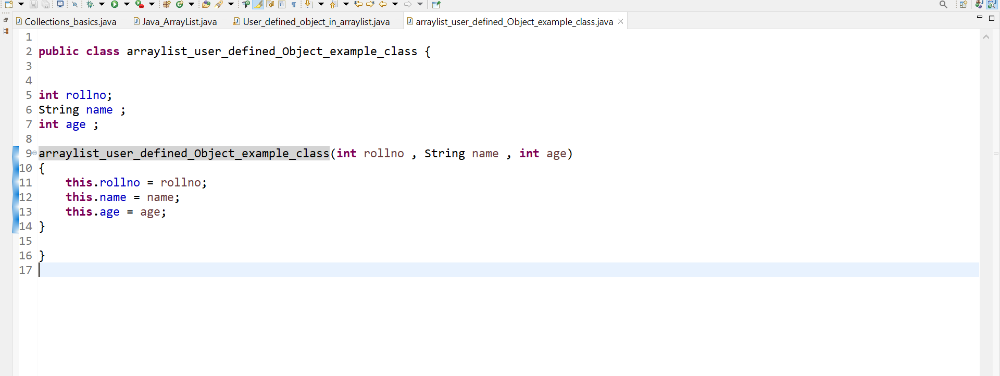 Collections_basics.java Java_ArrayList.java User_defined_object_in_arraylist.java arraylist_user_defined_Object_example_class.java
1
2 public class arraylist_user_defined_Object_example_class {
3
4
5 int rollno;
6 String name ;
7 int age ;
8
9 arraylist_user_defined_Object_example_class(int rollno , String name , int age)
10 {
11 this.rollno = rollno;
12 this.name = name;
13 this.age = age;
14 }
15
16 }
17